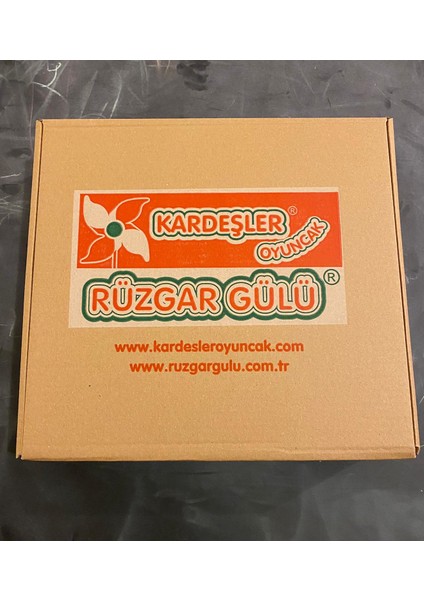 KARDEŞLER ®
OYUNCAK
RÜZGAR GÜLÜ ®
www.kardesleroyuncak.com
www.ruzgargulu.com.tr